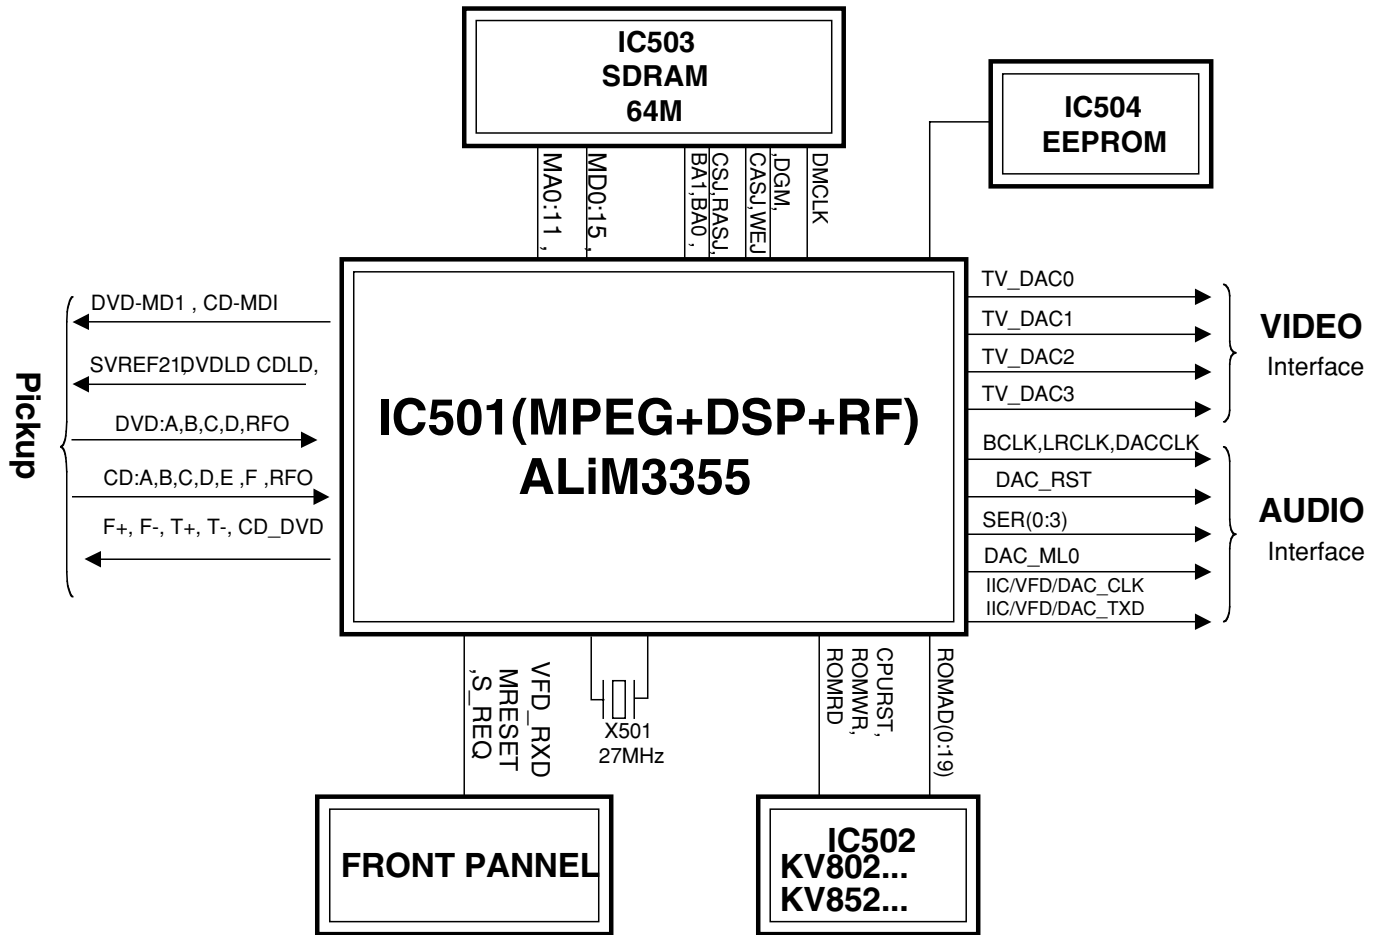 IC503
SDRAM
64M
IC504
EEPROM
MA0:11 ,
MD0:15 ,
BA1,BA0 ,
CSJ,RASJ,
CASJ,WEJ
,DGM,
DMCLK
DVD-MD1 , CD-MDI
SVREF21,DVDLD CDLD,
DVD:A,B,C,D,RFO
CD:A,B,C,D,E ,F ,RFO
F+, F-, T+, T-, CD_DVD
Pickup
IC501(MPEG+DSP+RF)
ALiM3355
TV_DAC0
TV_DAC1
TV_DAC2
TV_DAC3
VIDEO
Interface
BCLK,LRCLK,DACCLK
DAC_RST
SER(0:3)
DAC_ML0
IIC/VFD/DAC_CLK
IIC/VFD/DAC_TXD
AUDIO
Interface
VFD_RXD
MRESET
,S_REQ
X501
27MHz
CPURST,
ROMWR,
ROMRD
ROMAD(0:19)
FRONT PANNEL
IC502
KV802...
KV852...